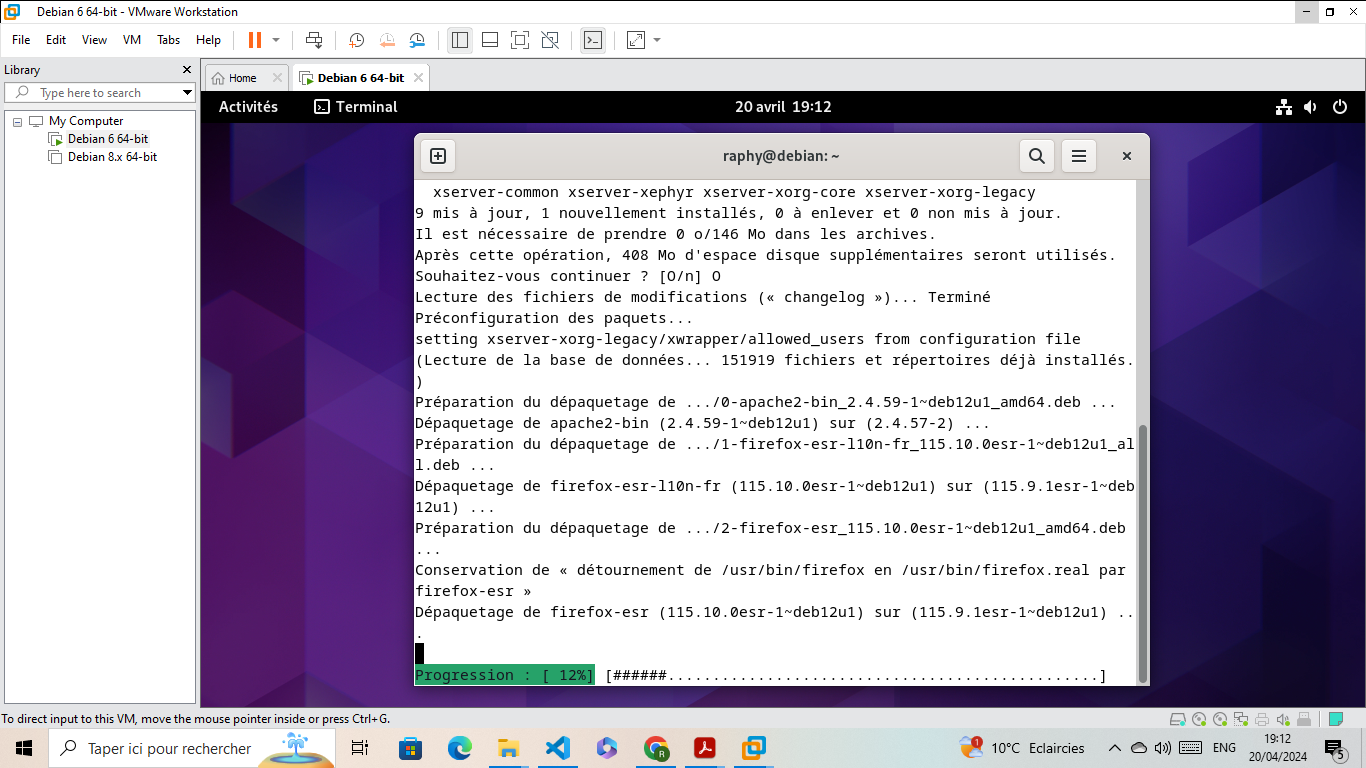 Debian 6 64-bit - VMware Workstation
File Edit View VM Tabs Help
Library
Type here to search
My Computer
Debian 6 64-bit
Debian 8.x 64-bit
Home
Debian 6 64-bit
Activités
Terminal
20 avril 19:12
raphy@debian: ~
xserver-common xserver-xephyr xserver-xorg-core xserver-xorg-legacy
9 mis à jour, 1 nouvellement installés, 0 à enlever et 0 non mis à jour.
Il est nécessaire de prendre 0 o/146 Mo dans les archives.
Après cette opération, 408 Mo d'espace disque supplémentaires seront utilisés.
Souhaitez-vous continuer ? [O/n] O
Lecture des fichiers de modifications (« changelog »)... Terminé
Préconfiguration des paquets...
setting xserver-xorg-legacy/xwrapper/allowed_users from configuration file
(Lecture de la base de données... 151919 fichiers et répertoires déjà installés.
)
Préparation du dépaquetage de .../0-apache2-bin_2.4.59-1~deb12u1_amd64.deb ...
Dépaquetage de apache2-bin (2.4.59-1~deb12u1) sur (2.4.57-2) ...
Préparation du dépaquetage de .../1-firefox-esr-l10n-fr_115.10.0esr-1~deb12u1_al
l.deb ...
Dépaquetage de firefox-esr-l10n-fr (115.10.0esr-1~deb12u1) sur (115.9.1esr-1~deb
12u1) ...
Préparation du dépaquetage de .../2-firefox-esr_115.10.0esr-1~deb12u1_amd64.deb
...
Conservation de « détournement de /usr/bin/firefox en /usr/bin/firefox.real par
firefox-esr »
Dépaquetage de firefox-esr (115.10.0esr-1~deb12u1) sur (115.9.1esr-1~deb12u1) ..
.
Progression : [ 12%] [######................................................]
To direct input to this VM, move the mouse pointer inside or press Ctrl+G.
Taper ici pour rechercher
R
1
10°C Eclaircies
ENG
19:12
20/04/2024
5